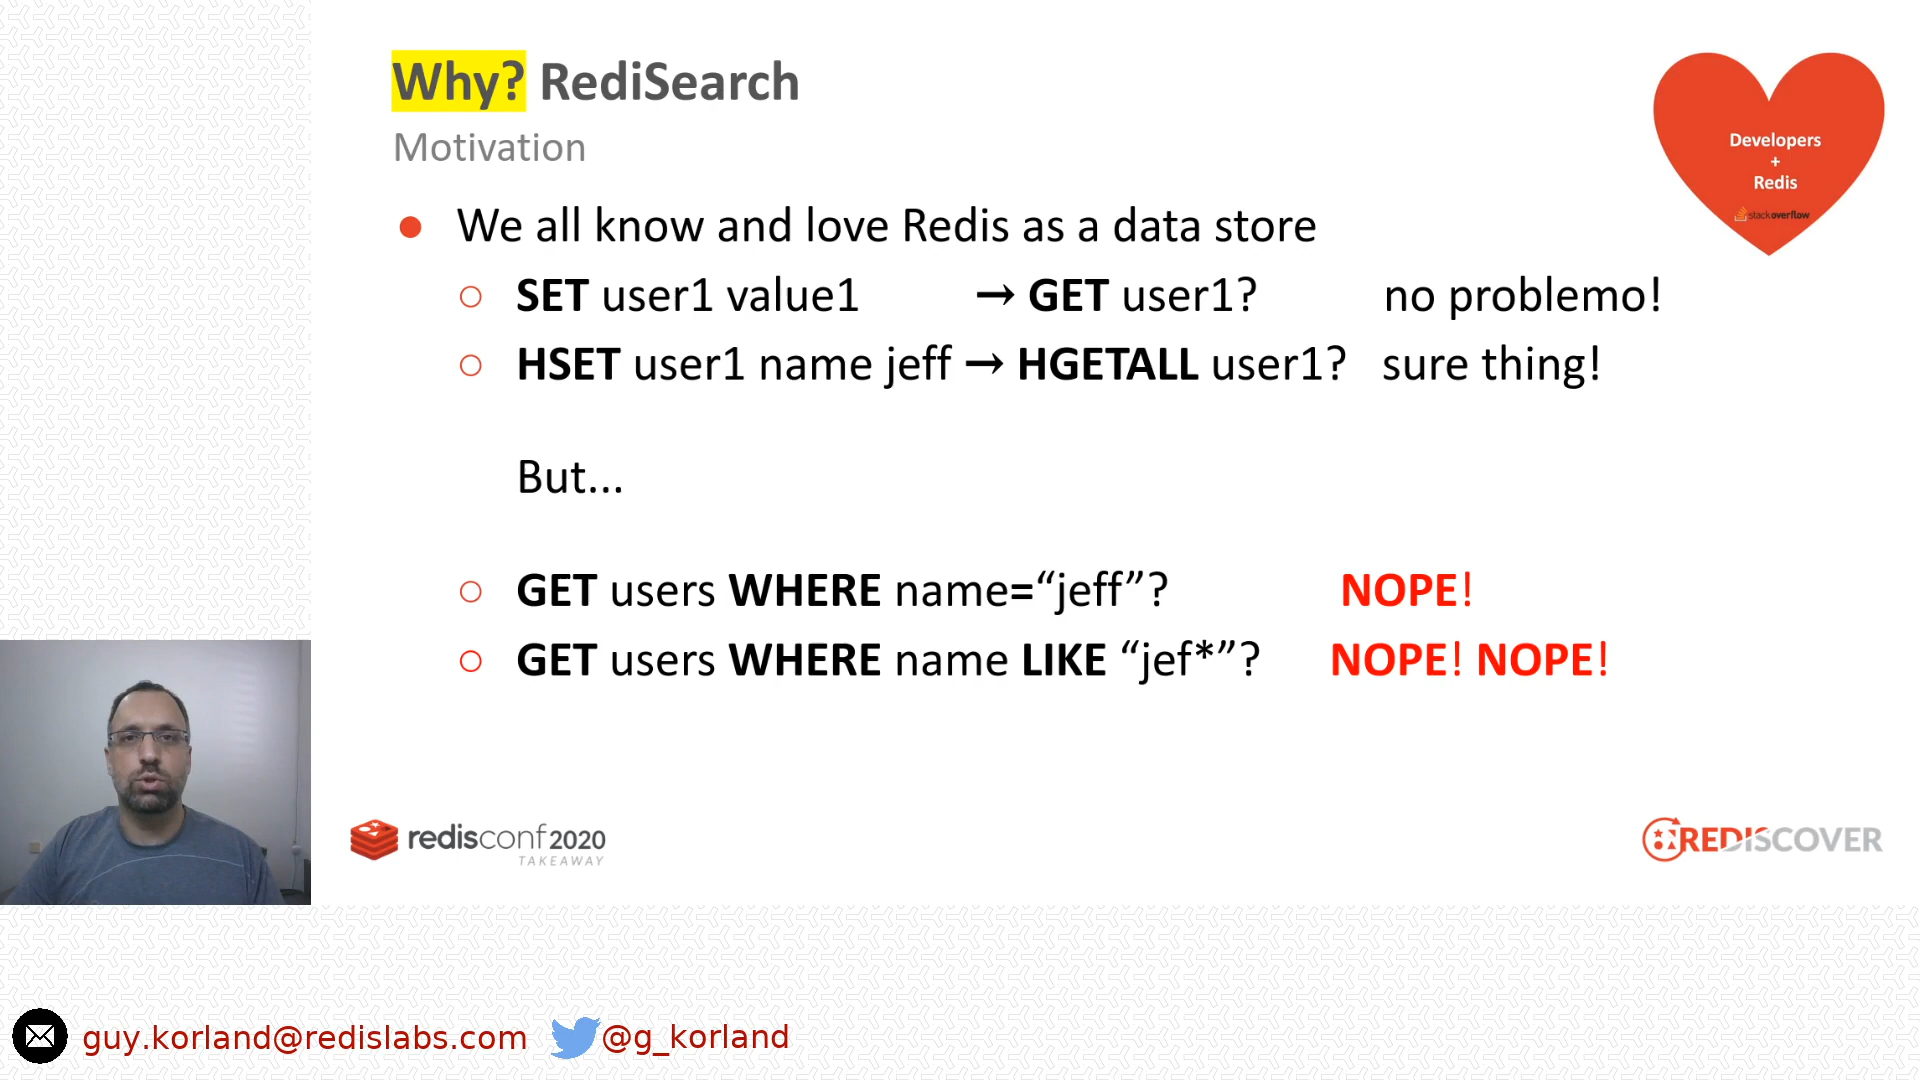 Why? RediSearch
Motivation
Developers
+
Redis
stackoverflow
● We all know and love Redis as a data store
○ SET user1 value1 → GET user1? no problemo!
○ HSET user1 name jeff → HGETALL user1? sure thing!
But...
○ GET users WHERE name=“jeff”? NOPE!
○ GET users WHERE name LIKE “jef*”? NOPE! NOPE!
redisconf 2020
TAKEAWAY
REDISCOVER
guy.korland@redislabs.com @g_korland